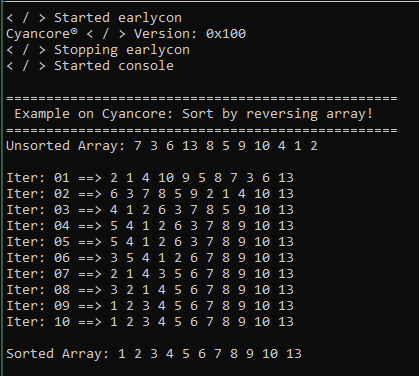 < / > Started earlycon
Cyancore® < / > Version: 0x100
< / > Stopping earlycon
< / > Started console
==================================================
Example on Cyancore: Sort by reversing array!
==================================================
Unsorted Array: 7 3 6 13 8 5 9 10 4 1 2
Iter: 01 ==> 2 1 4 10 9 5 8 7 3 6 13
Iter: 02 ==> 6 3 7 8 5 9 2 1 4 10 13
Iter: 03 ==> 4 1 2 6 3 7 8 5 9 10 13
Iter: 04 ==> 5 4 1 2 6 3 7 8 9 10 13
Iter: 05 ==> 5 4 1 2 6 3 7 8 9 10 13
Iter: 06 ==> 3 5 4 1 2 6 7 8 9 10 13
Iter: 07 ==> 2 1 4 3 5 6 7 8 9 10 13
Iter: 08 ==> 3 2 1 4 5 6 7 8 9 10 13
Iter: 09 ==> 1 2 3 4 5 6 7 8 9 10 13
Iter: 10 ==> 1 2 3 4 5 6 7 8 9 10 13
Sorted Array: 1 2 3 4 5 6 7 8 9 10 13